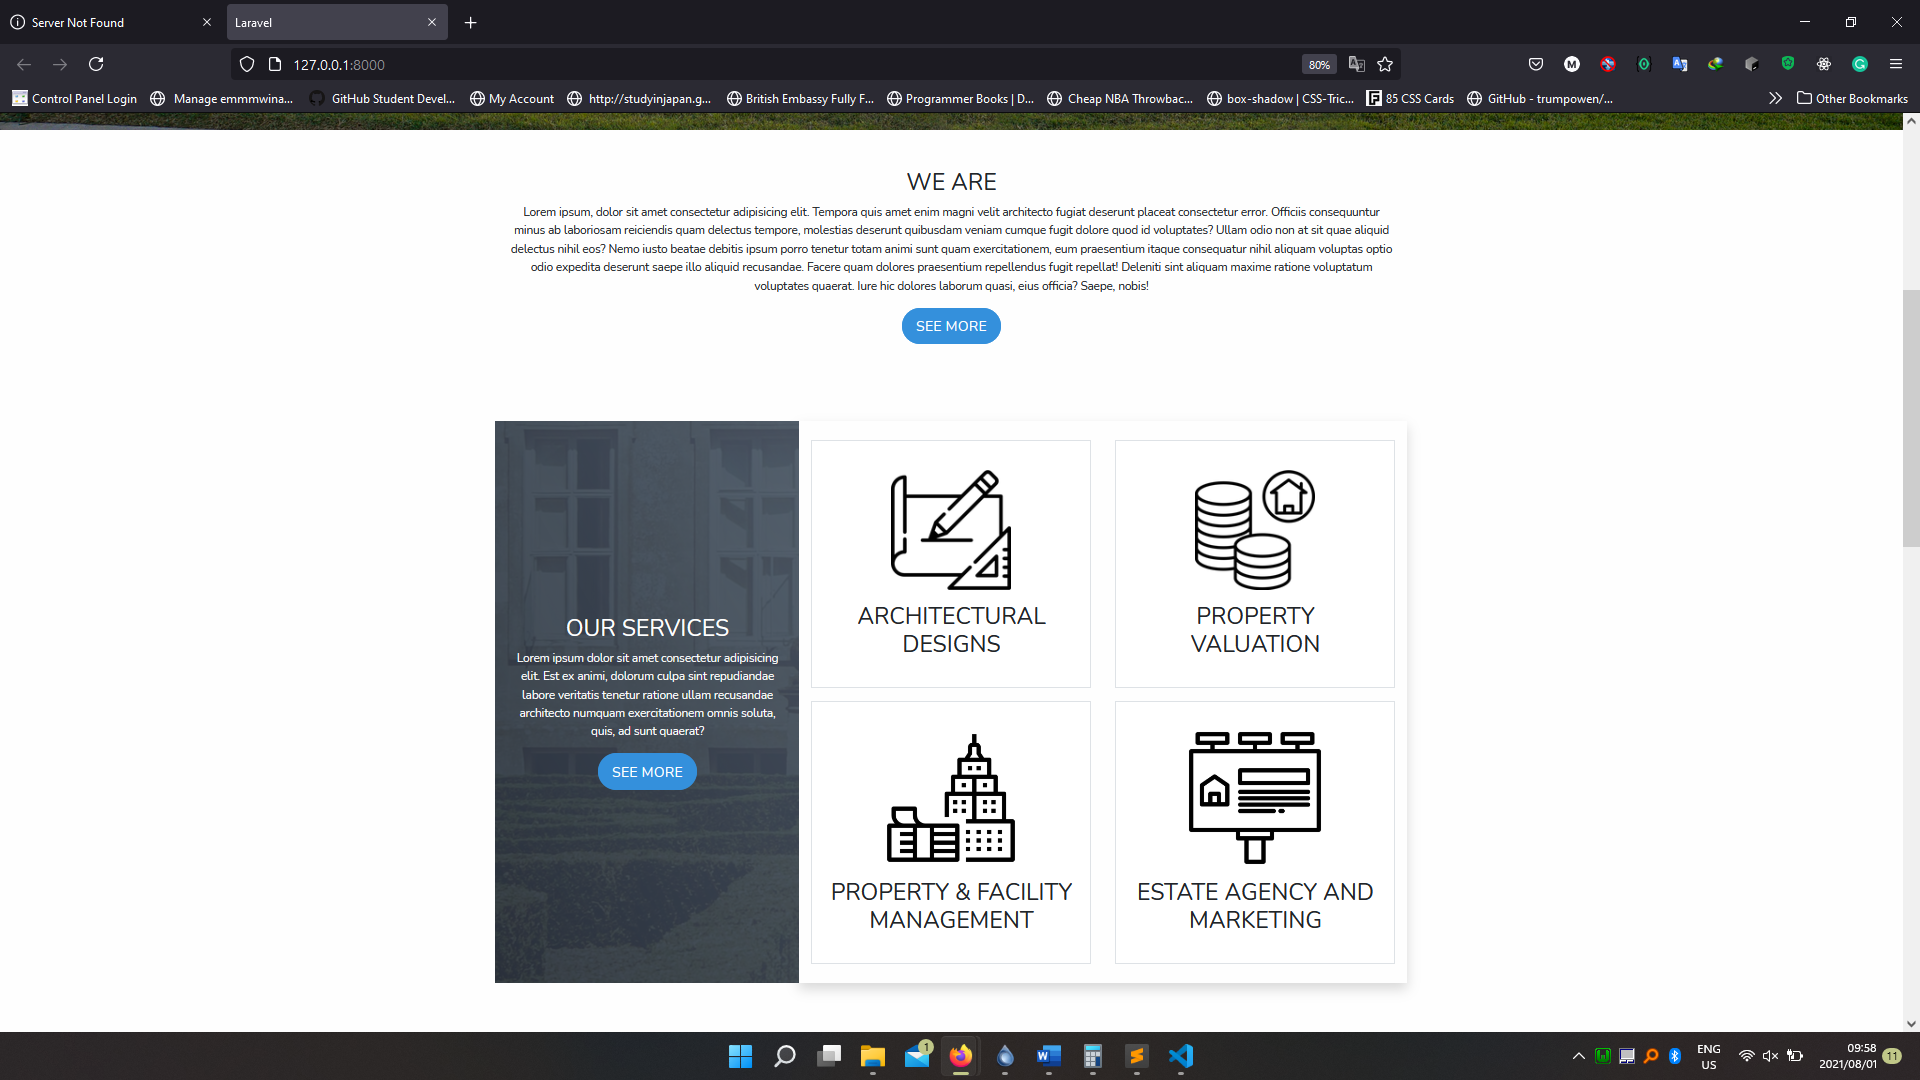 Server Not Found
Laravel
127.0.0.1:8000
80%
Control Panel Login
Manage emmmwina...
GitHub Student Devel...
My Account
http://studyinjapan.g...
British Embassy Fully F...
Programmer Books | D...
Cheap NBA Throwbac...
box-shadow | CSS-Tric...
85 CSS Cards
GitHub - trumpowen/...
Other Bookmarks
WE ARE
Lorem ipsum, dolor sit amet consectetur adipisicing elit. Tempora quis amet enim magni velit architecto fugiat deserunt placeat consectetur error. Officiis consequuntur
minus ab laboriosam reiciendis quam delectus tempore, molestias deserunt quibusdam veniam cumque fugit dolore quod id voluptates? Ullam odio non at sit quae aliquid
delectus nihil eos? Nemo iusto beatae debitis ipsum porro tenetur totam animi sunt quam exercitationem, eum praesentium itaque consequatur nihil aliquam voluptas optio
odio expedita deserunt saepe illo aliquid recusandae. Facere quam dolores praesentium repellendus fugit repellat! Deleniti sint aliquam maxime ratione voluptatum
voluptates quaerat. Iure hic dolores laborum quasi, eius officia? Saepe, nobis!
SEE MORE
OUR SERVICES
Lorem ipsum dolor sit amet consectetur adipisicing
elit. Est ex animi, dolorum culpa sint repudiandae
labore veritatis tenetur ratione ullam recusandae
architecto numquam exercitationem omnis soluta,
quis, ad sunt quaerat?
SEE MORE
ARCHITECTURAL
DESIGNS
PROPERTY
VALUATION
PROPERTY & FACILITY
MANAGEMENT
ESTATE AGENCY AND
MARKETING
1
ENG
US
09:58
2021/08/01
11